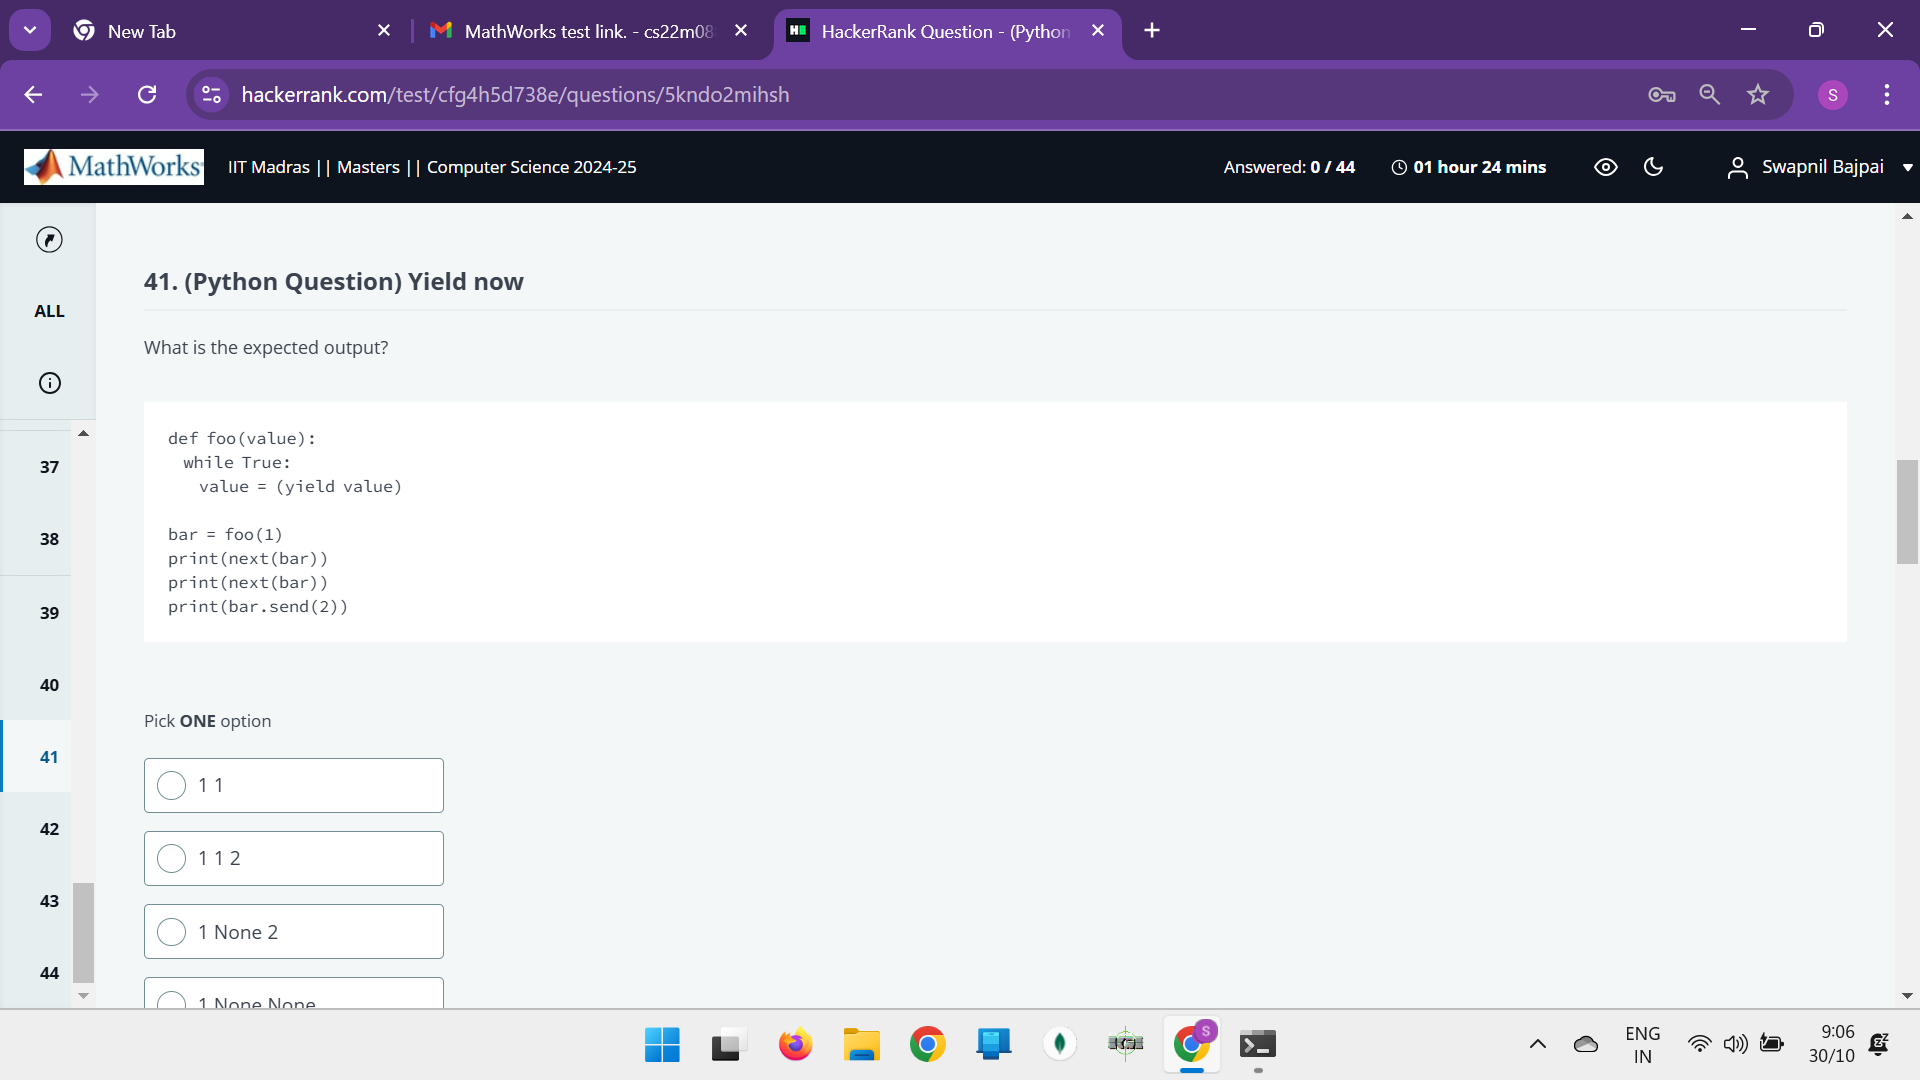 New Tab
MathWorks test link. - cs22m08
HackerRank Question - (Python
hackerrank.com/test/cfg4h5d738e/questions/5kndo2mihsh
S
MathWorks
IIT Madras || Masters || Computer Science 2024-25
Answered: 0 / 44
01 hour 24 mins
Swapnil Bajpai
ALL
37
38
39
40
41
42
43
44
41. (Python Question) Yield now
What is the expected output?
def foo(value):
while True:
value = (yield value)
bar = foo(1)
print(next(bar))
print(next(bar))
print(bar.send(2))
Pick ONE option
1 1
1 1 2
1 None 2
1 None None
S
ENG
IN
9:06
30/10